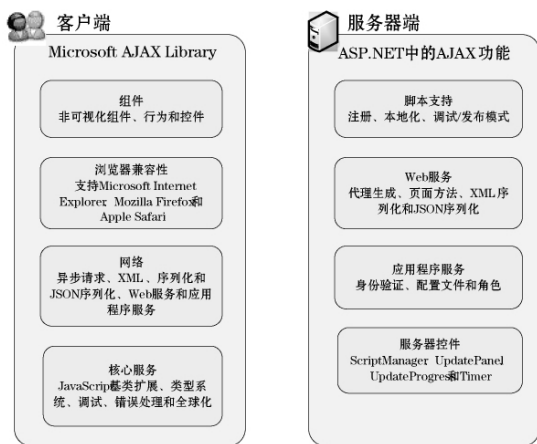 客户端
Microsoft AJAX Library
组件
非可视化组件、行为和控件
浏览器兼容性
支持Microsoft Internet
Explorer、Mozilla Firefox和
Apple Safari
网络
异步请求、XML、序列化和
JSON序列化、Web服务和应用
程序服务
核心服务
JavaScript基类扩展、类型系
统、调试、错误处理和全球化
服务器端
ASP.NET中的AJAX功能
脚本支持
注册、本地化、调试/发布模式
Web服务
代理生成、页面方法、XML序
列化和JSON序列化
应用程序服务
身份验证、配置文件和角色
服务器控件
ScriptManager、UpdatePanel、
UpdateProgress和Timer